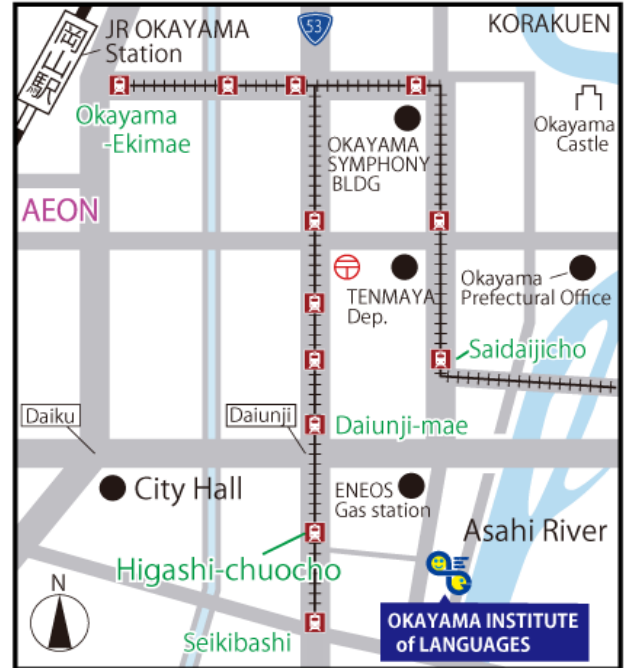 JR OKAYAMA
Station
岡山駅
53
KORAKUEN
Okayama
-Ekimae
OKAYAMA
SYMPHONY
BLDG
Okayama
Castle
AEON
TENMAYA
Dep.
Okayama
Prefectural Office
Saidaijicho
Daiku
Daiunji
Daiunji-mae
City Hall
ENEOS
Gas station
Asahi River
Higashi-chuocho
N
Seikibashi
OKAYAMA INSTITUTE
of LANGUAGES